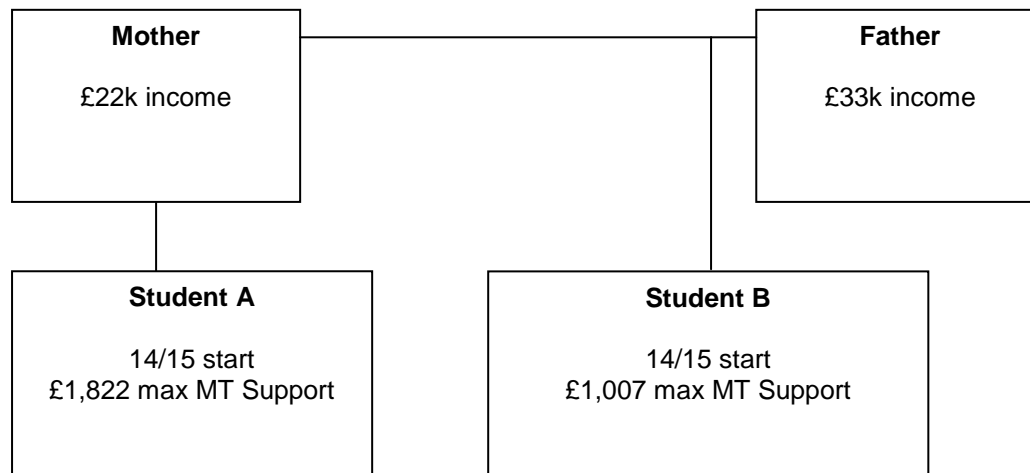 Mother
£22k income
Father
£33k income
Student A
14/15 start
£1,822 max MT Support
Student B
14/15 start
£1,007 max MT Support